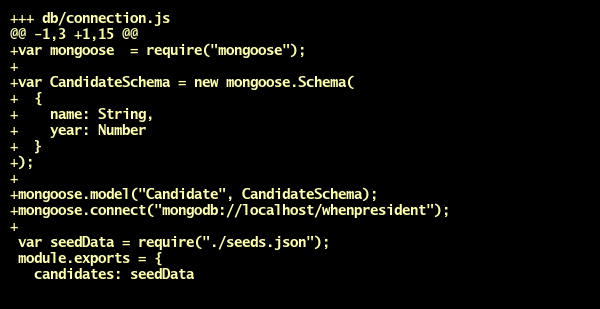 +++ db/connection.js
@@ -1,3 +1,15 @@
+var mongoose  = require("mongoose");
+
+var CandidateSchema = new mongoose.Schema(
+  {
+    name: String,
+    year: Number
+  }
+);
+
+mongoose.model("Candidate", CandidateSchema);
+mongoose.connect("mongodb://localhost/whenpresident");
+
 var seedData = require("./seeds.json");
 module.exports = {
   candidates: seedData